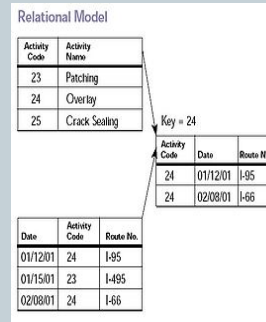 Relational Model
Activity Code Activity Name
23 Patching
24 Overlay
25 Crack Sealing
Key = 24
Activity Code Date Route N
24 01/12/01 I-95
24 02/08/01 I-66
Date Activity Code Route No.
01/12/01 24 I-95
01/15/01 23 I-495
02/08/01 24 I-66